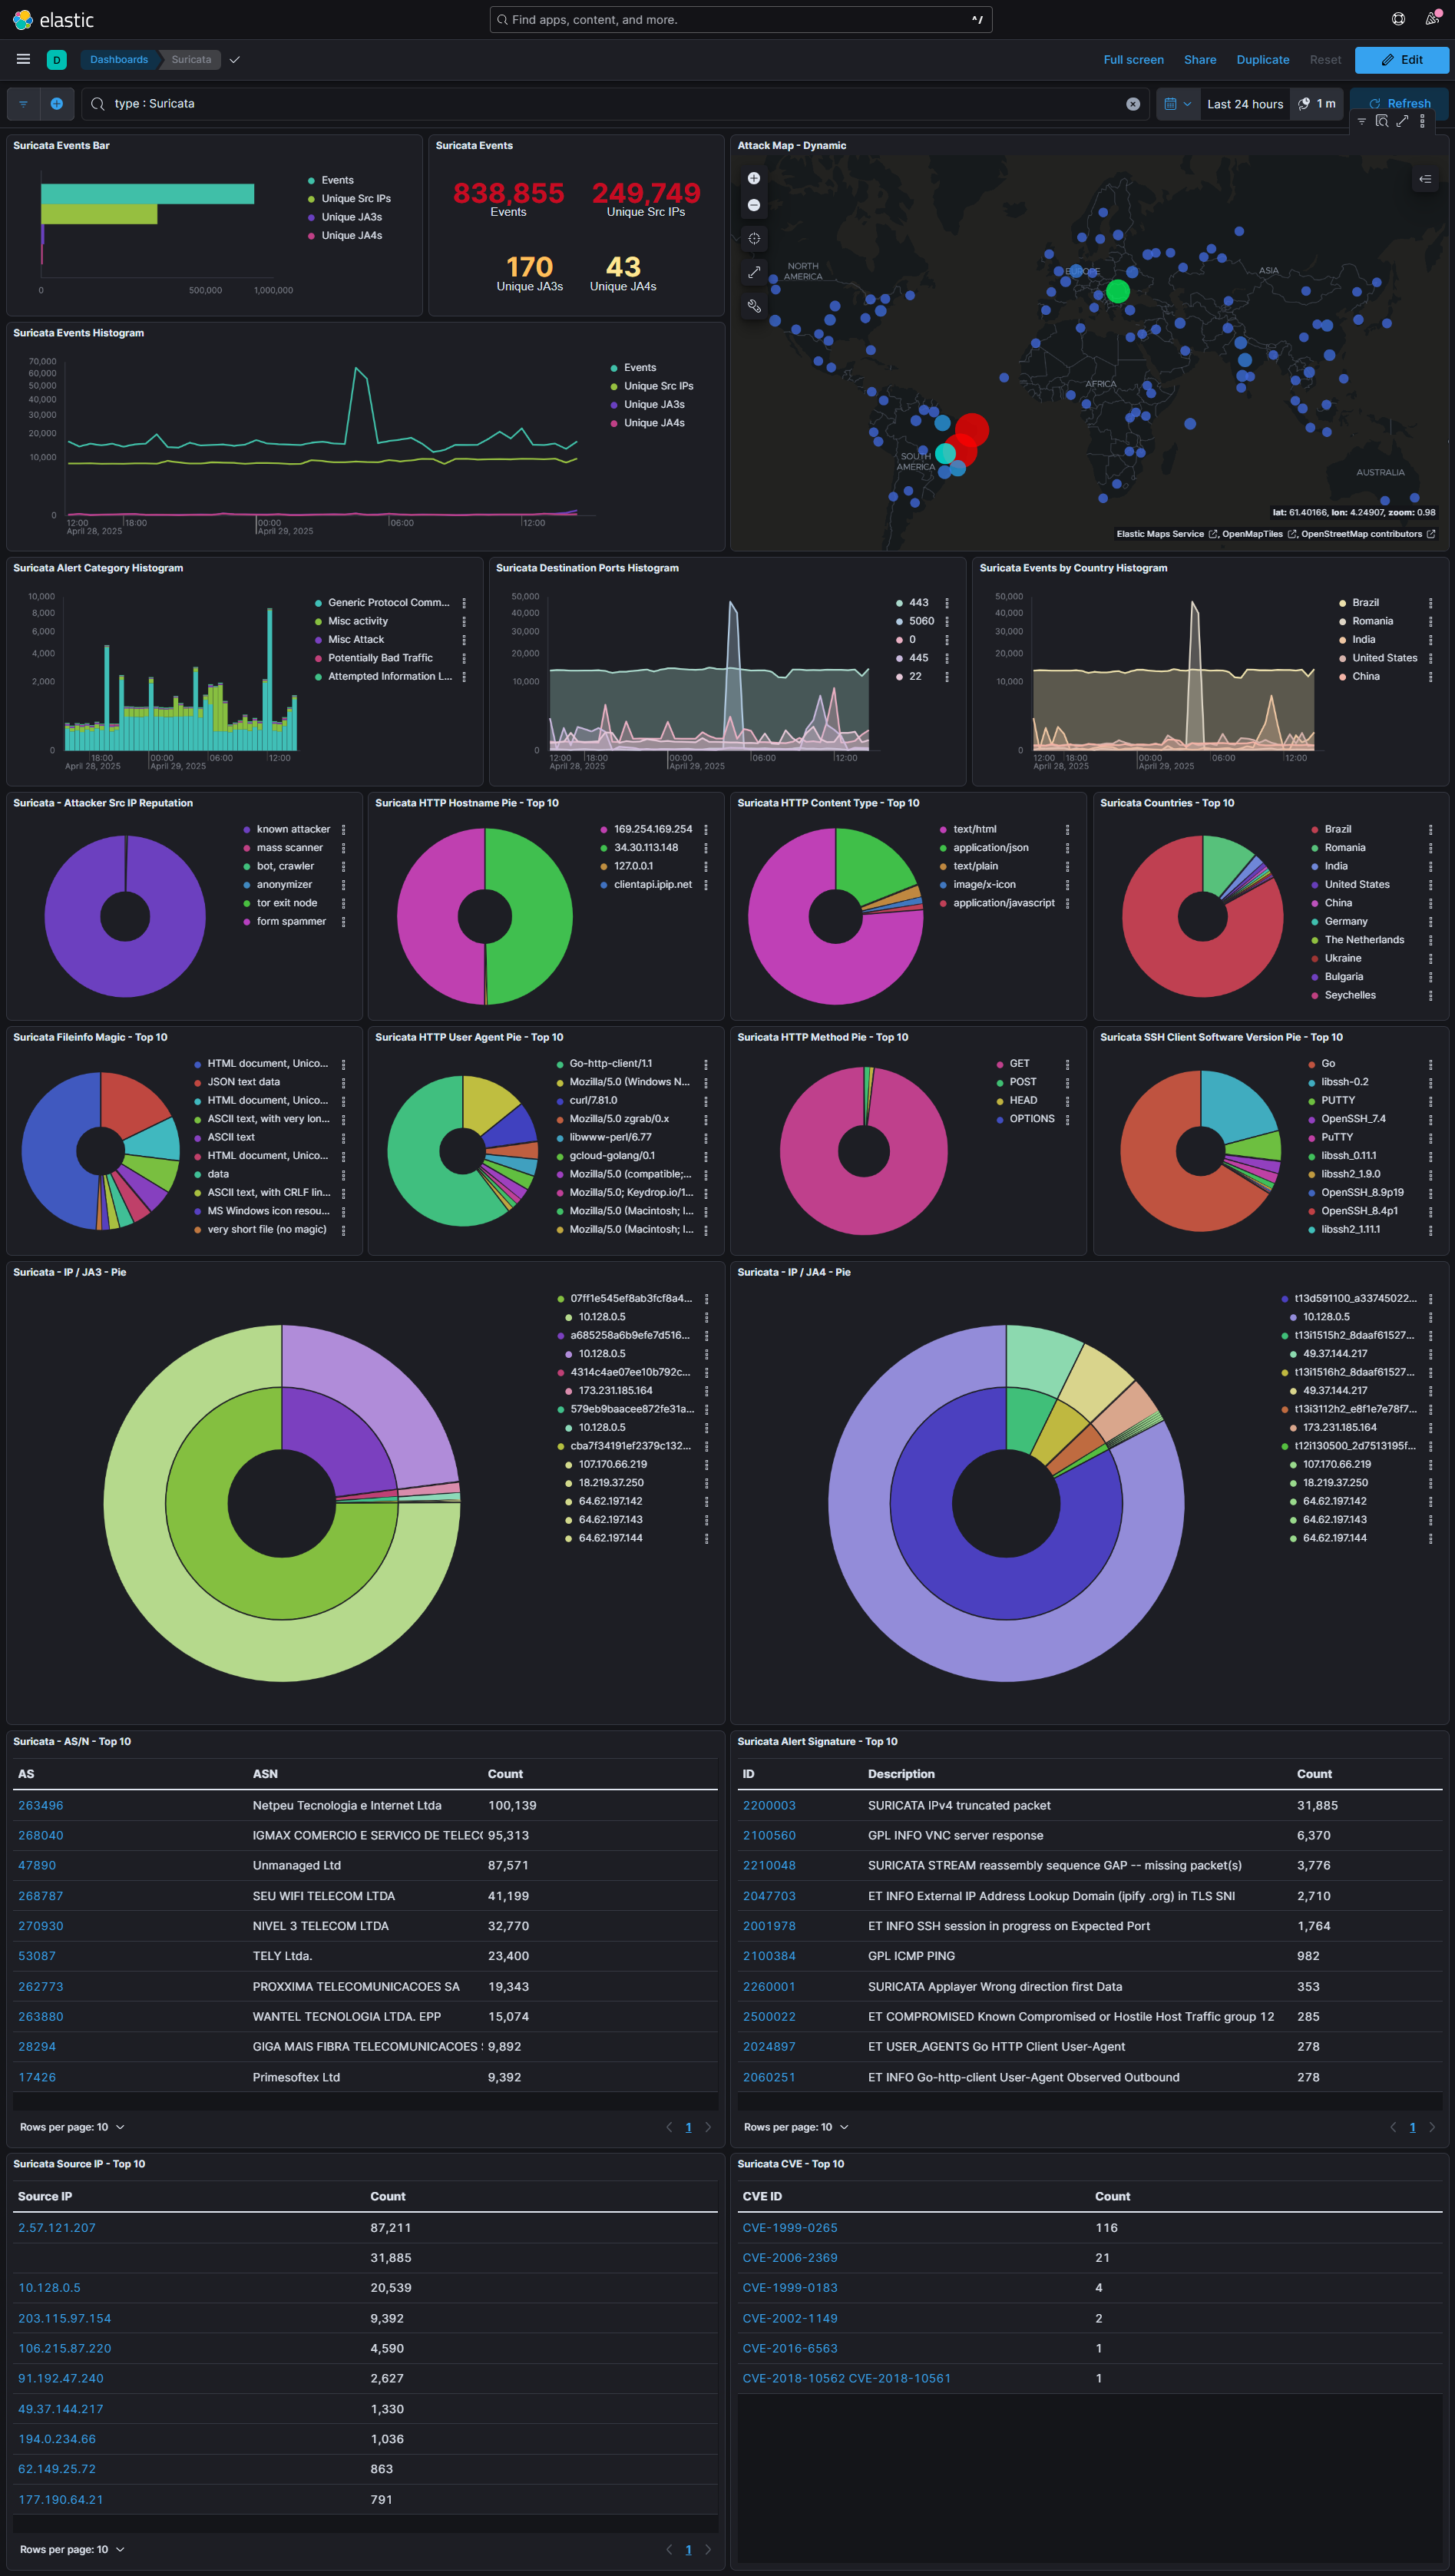 elastic
Find apps, content, and more.
^/
D
Dashboards
Suricata
Full screen
Share
Duplicate
Reset
Edit
type : Suricata
Last 24 hours
1 m
Refresh
Suricata Events Bar
Events
Unique Src IPs
Unique JA3s
Unique JA4s
0
500,000
1,000,000
Suricata Events
838,855
Events
249,749
Unique Src IPs
170
Unique JA3s
43
Unique JA4s
Attack Map - Dynamic
NORTH
AMERICA
EUROPE
ASIA
AFRICA
SOUTH
AMERICA
AUSTRALIA
lat: 61.40166, lon: 4.24907, zoom: 0.98
Elastic Maps Service , OpenMapTiles , OpenStreetMap contributors
Suricata Events Histogram
70,000
60,000
50,000
40,000
30,000
20,000
10,000
0
12:00
April 28, 2025
18:00
00:00
April 29, 2025
06:00
12:00
Events
Unique Src IPs
Unique JA3s
Unique JA4s
Suricata Alert Category Histogram
10,000
8,000
6,000
4,000
2,000
0
18:00
April 28, 2025
00:00
April 29, 2025
06:00
12:00
Generic Protocol Comm...
Misc activity
Misc Attack
Potentially Bad Traffic
Attempted Information L...
Suricata Destination Ports Histogram
50,000
40,000
30,000
20,000
10,000
0
12:00
April 28, 2025
18:00
00:00
April 29, 2025
06:00
12:00
443
5060
0
445
22
Suricata Events by Country Histogram
50,000
40,000
30,000
20,000
10,000
0
12:00
April 28, 2025
18:00
00:00
April 29, 2025
06:00
12:00
Brazil
Romania
India
United States
China
Suricata - Attacker Src IP Reputation
known attacker
mass scanner
bot, crawler
anonymizer
tor exit node
form spammer
Suricata HTTP Hostname Pie - Top 10
169.254.169.254
34.30.113.148
127.0.0.1
clientapi.ipip.net
Suricata HTTP Content Type - Top 10
text/html
application/json
text/plain
image/x-icon
application/javascript
Suricata Countries - Top 10
Brazil
Romania
India
United States
China
Germany
The Netherlands
Ukraine
Bulgaria
Seychelles
Suricata Fileinfo Magic - Top 10
HTML document, Unico...
JSON text data
HTML document, Unico...
ASCII text, with very lon...
ASCII text
HTML document, Unico...
data
ASCII text, with CRLF lin...
MS Windows icon resou...
very short file (no magic)
Suricata HTTP User Agent Pie - Top 10
Go-http-client/1.1
Mozilla/5.0 (Windows N...
curl/7.81.0
Mozilla/5.0 zgrab/0.x
libwww-perl/6.77
gcloud-golang/0.1
Mozilla/5.0 (compatible;...
Mozilla/5.0; Keydrop.io/1...
Mozilla/5.0 (Macintosh; I...
Mozilla/5.0 (Macintosh; I...
Suricata HTTP Method Pie - Top 10
GET
POST
HEAD
OPTIONS
Suricata SSH Client Software Version Pie - Top 10
Go
libssh-0.2
PUTTY
OpenSSH_7.4
PuTTY
libssh_0.11.1
libssh2_1.9.0
OpenSSH_8.9p19
OpenSSH_8.4p1
libssh2_1.11.1
Suricata - IP / JA3 - Pie
07ff1e545ef8ab3fcf8a4...
10.128.0.5
a685258a6b9efe7d516...
10.128.0.5
4314c4ae07ee10b792c...
173.231.185.164
579eb9baacee872fe31a...
10.128.0.5
cba7f34191ef2379c132...
107.170.66.219
18.219.37.250
64.62.197.142
64.62.197.143
64.62.197.144
Suricata - IP / JA4 - Pie
t13d591100_a33745022...
10.128.0.5
t13i1515h2_8daaf61527...
49.37.144.217
t13i1516h2_8daaf61527...
49.37.144.217
t13i3112h2_e8f1e7e78f7...
173.231.185.164
t12i130500_2d7513195f...
107.170.66.219
18.219.37.250
64.62.197.142
64.62.197.143
64.62.197.144
Suricata - AS/N - Top 10
AS ASN Count
263496 Netpeu Tecnologia e Internet Ltda 100,139
268040 IGMAX COMERCIO E SERVICO DE TELEC 95,313
47890 Unmanaged Ltd 87,571
268787 SEU WIFI TELECOM LTDA 41,199
270930 NIVEL 3 TELECOM LTDA 32,770
53087 TELY Ltda. 23,400
262773 PROXXIMA TELECOMUNICACOES SA 19,343
263880 WANTEL TECNOLOGIA LTDA. EPP 15,074
28294 GIGA MAIS FIBRA TELECOMUNICACOES 9,892
17426 Primesoftex Ltd 9,392
Rows per page: 10
1
Suricata Alert Signature - Top 10
ID Description Count
2200003 SURICATA IPv4 truncated packet 31,885
2100560 GPL INFO VNC server response 6,370
2210048 SURICATA STREAM reassembly sequence GAP -- missing packet(s) 3,776
2047703 ET INFO External IP Address Lookup Domain (ipify .org) in TLS SNI 2,710
2001978 ET INFO SSH session in progress on Expected Port 1,764
2100384 GPL ICMP PING 982
2260001 SURICATA Applayer Wrong direction first Data 353
2500022 ET COMPROMISED Known Compromised or Hostile Host Traffic group 12 285
2024897 ET USER_AGENTS Go HTTP Client User-Agent 278
2060251 ET INFO Go-http-client User-Agent Observed Outbound 278
Rows per page: 10
1
Suricata Source IP - Top 10
Source IP Count
2.57.121.207 87,211
31,885
10.128.0.5 20,539
203.115.97.154 9,392
106.215.87.220 4,590
91.192.47.240 2,627
49.37.144.217 1,330
194.0.234.66 1,036
62.149.25.72 863
177.190.64.21 791
Rows per page: 10
1
Suricata CVE - Top 10
CVE ID Count
CVE-1999-0265 116
CVE-2006-2369 21
CVE-1999-0183 4
CVE-2002-1149 2
CVE-2016-6563 1
CVE-2018-10562 CVE-2018-10561 1